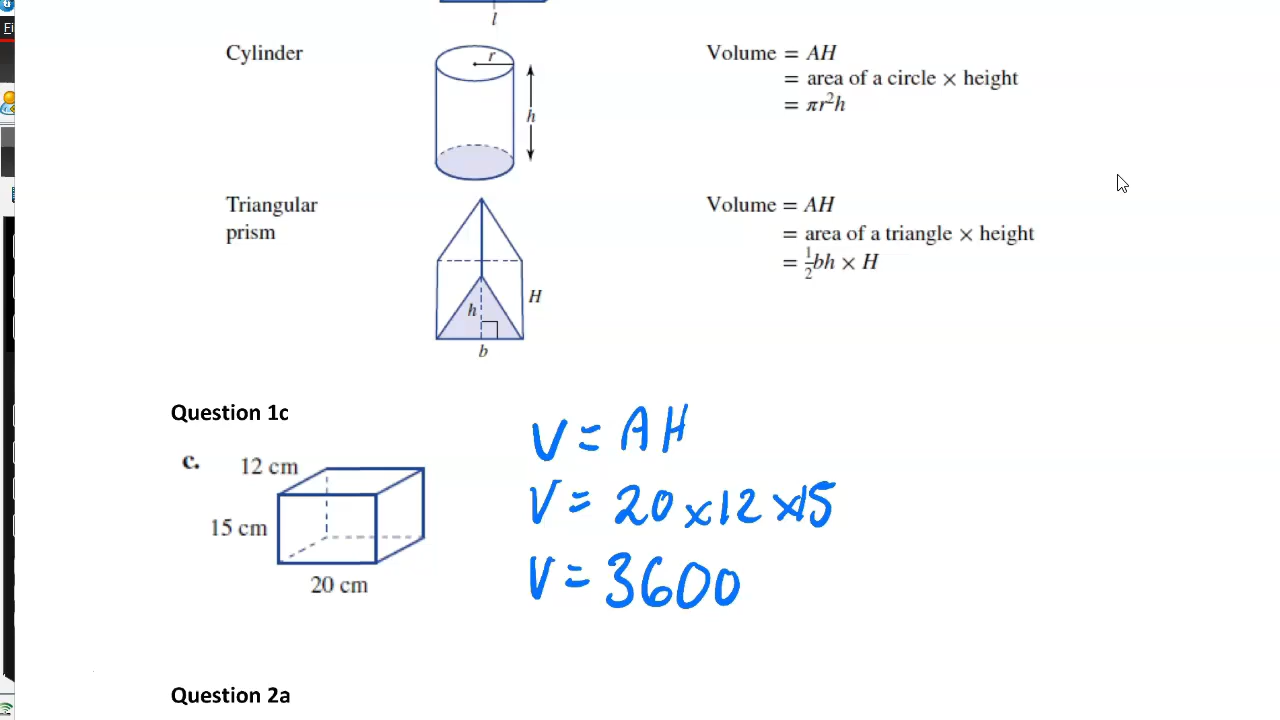 Fi
l
Cylinder
r
h
Volume = AH
= area of a circle × height
= πr²h
Triangular
prism
h
H
b
Volume = AH
= area of a triangle × height
= ½bh × H
Question 1c
c.
12 cm
15 cm
20 cm
V = AH
V = 20 × 12 × 15
V = 3600
Question 2a